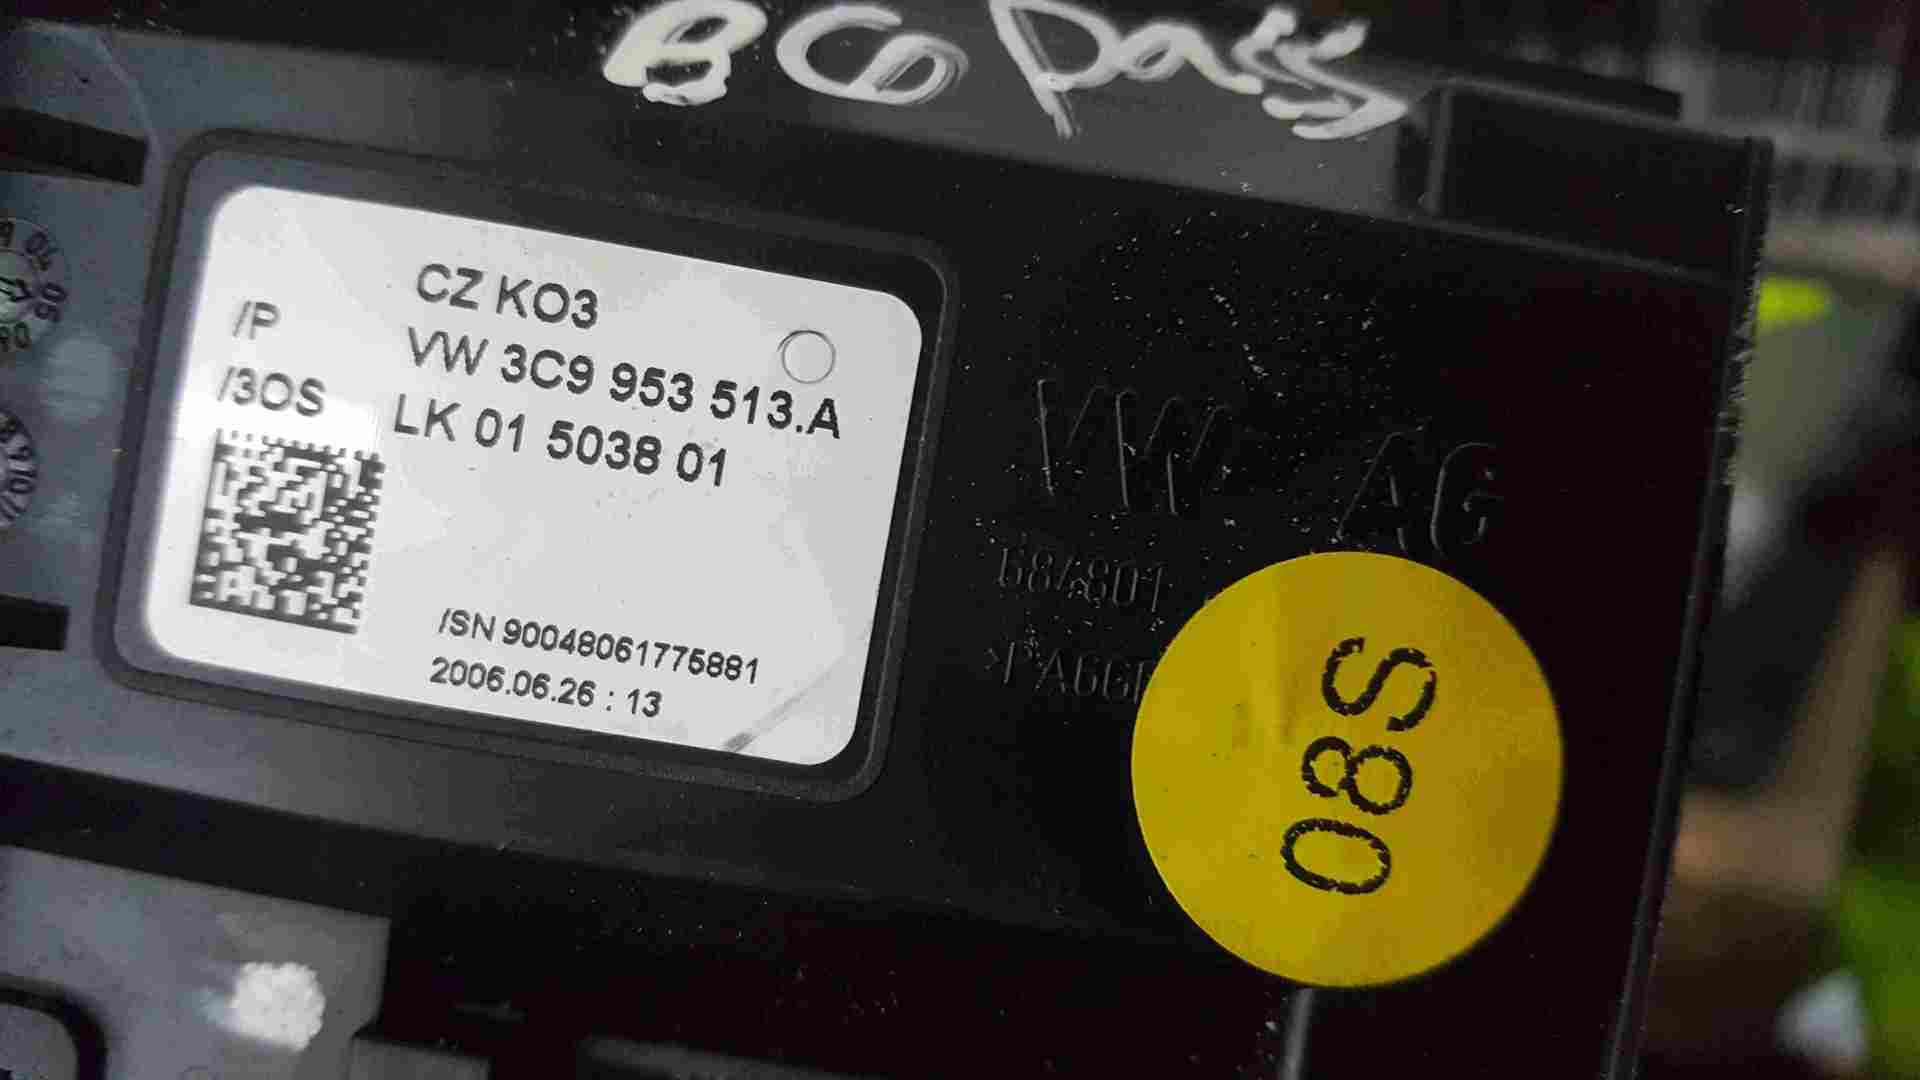 BCO pass
CZ KO3
/P VW 3C9 953 513.A
/3OS LK 01 5038 01
/SN 90048061775881
2006.06.26 : 13
VW AG
08S